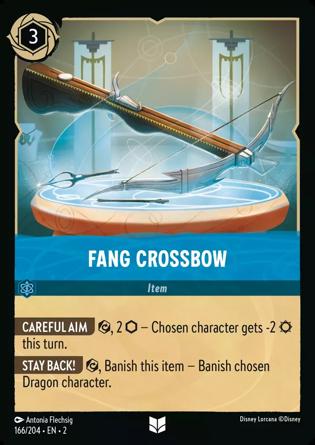 3
FANG CROSSBOW
Item
CAREFUL AIM , 2 – Chosen character gets -2
this turn.
STAY BACK! , Banish this item – Banish chosen
Dragon character.
Antonia Flechsig
166/204 • EN • 2
Disney Lorcana ©Disney